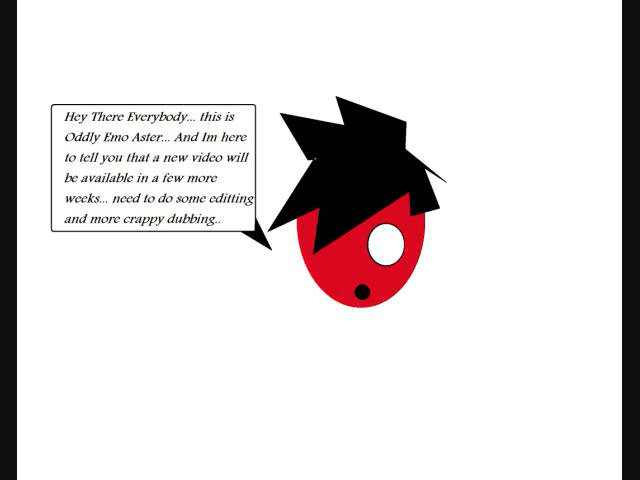 Hey There Everybody... this is
Oddly Emo Aster... And Im here
to tell you that a new video will
be available in a few more
weeks... need to do some editting
and more crappy dubbing..